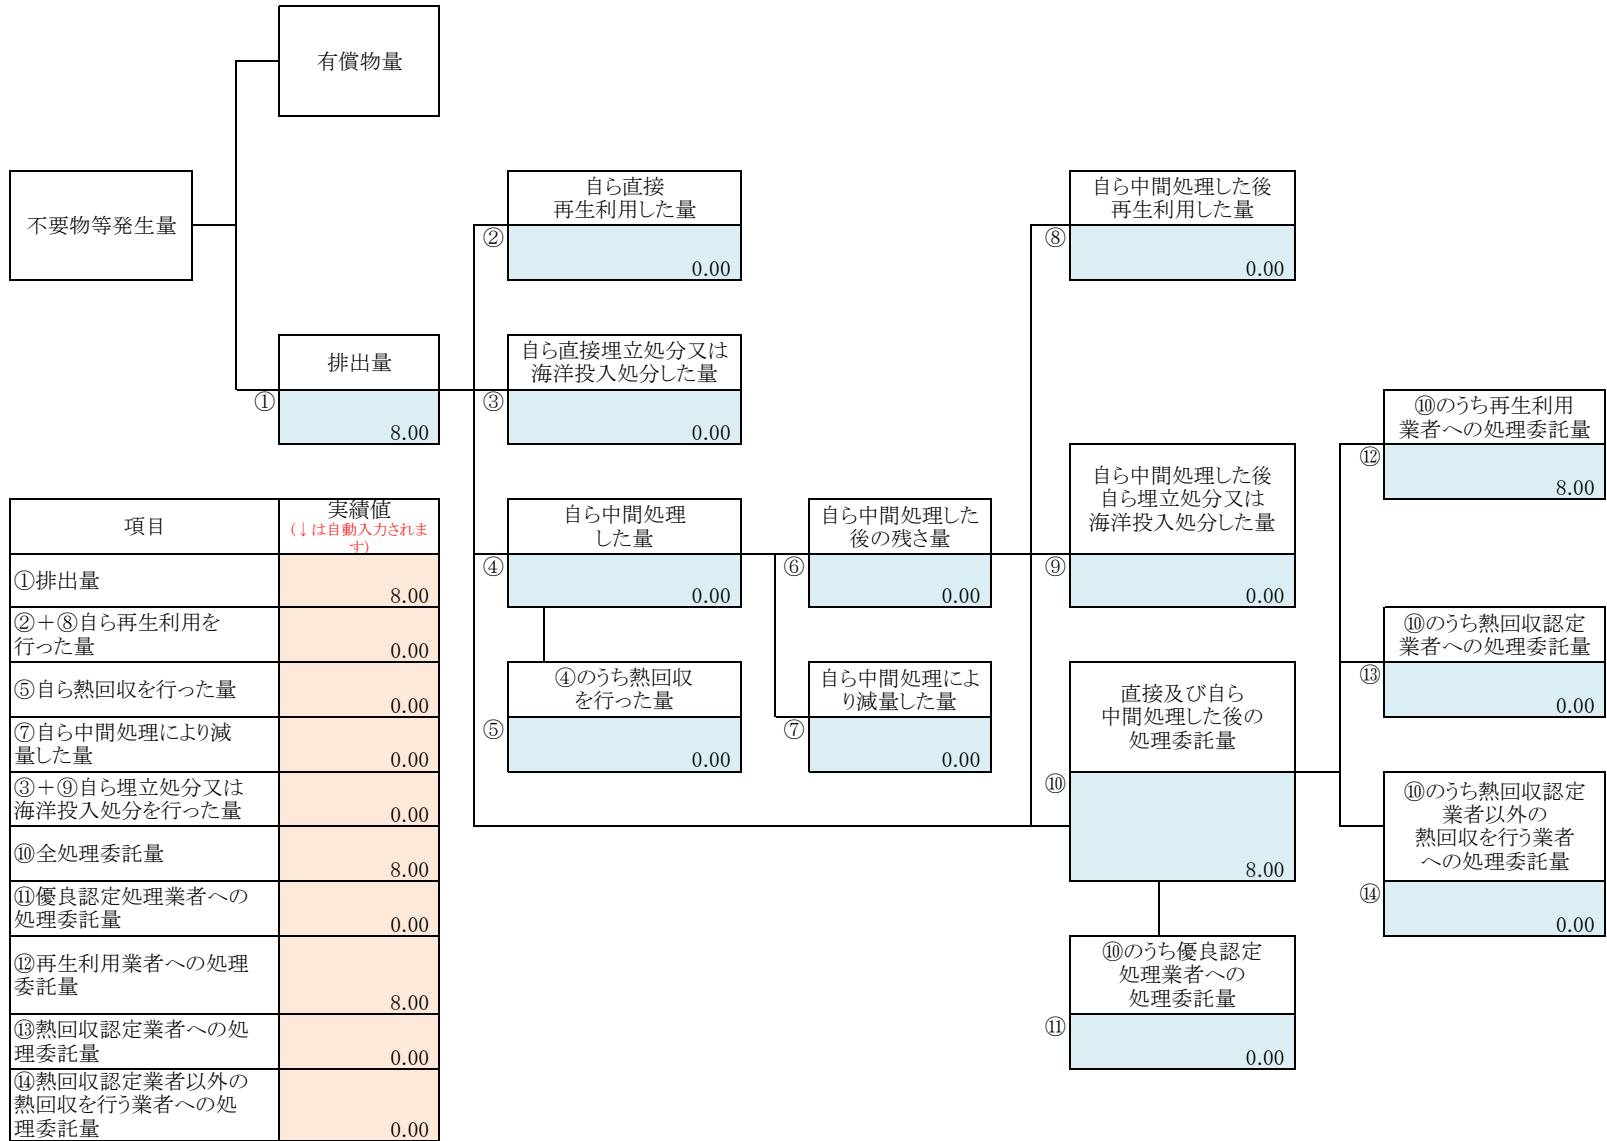 有償物量
不要物等発生量
自ら直接
再生利用した量
②
0.00
自ら中間処理した後
再生利用した量
⑧
0.00
排出量
①
8.00
自ら直接埋立処分又は
海洋投入処分した量
③
0.00
⑩のうち再生利用
業者への処理委託量
⑫
8.00
自ら中間処理
した量
④
0.00
自ら中間処理した
後の残さ量
⑥
0.00
自ら中間処理した後
自ら埋立処分又は
海洋投入処分した量
⑨
0.00
⑩のうち熱回収認定
業者への処理委託量
⑬
0.00
④のうち熱回収
を行った量
⑤
0.00
自ら中間処理によ
り減量した量
⑦
0.00
直接及び自ら
中間処理した後の
処理委託量
⑩
8.00
⑩のうち熱回収認定
業者以外の
熱回収を行う業者
への処理委託量
⑭
0.00
⑩のうち優良認定
処理業者への
処理委託量
⑪
0.00
項目
実績値
(↓は自動入力されま
す)
①排出量
8.00
②+⑧自ら再生利用を
行った量
0.00
⑤自ら熱回収を行った量
0.00
⑦自ら中間処理により減
量した量
0.00
③+⑨自ら埋立処分又は
海洋投入処分を行った量
0.00
⑩全処理委託量
8.00
⑪優良認定処理業者への
処理委託量
0.00
⑫再生利用業者への処理
委託量
8.00
⑬熱回収認定業者への処
理委託量
0.00
⑭熱回収認定業者以外の
熱回収を行う業者への処
理委託量
0.00